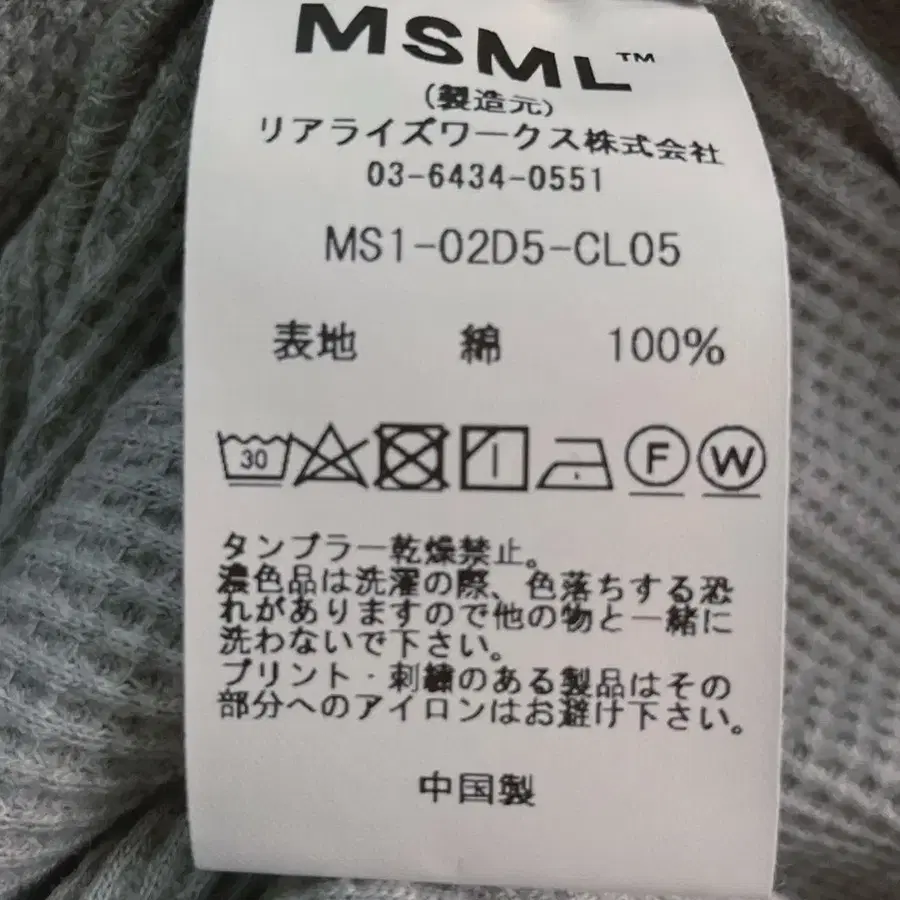 MSML™
(製造元)
リアライズワークス株式会社
03-6434-0551
MS1-02D5-CL05
表地 綿 100%
30 F W
タンブラー乾燥禁止。
濃色品は洗濯の際、色落ちする恐
れがありますので他の物と一緒に
洗わないで下さい。
プリント・刺繍のある製品はその
部分へのアイロンはお避け下さい。
中国製